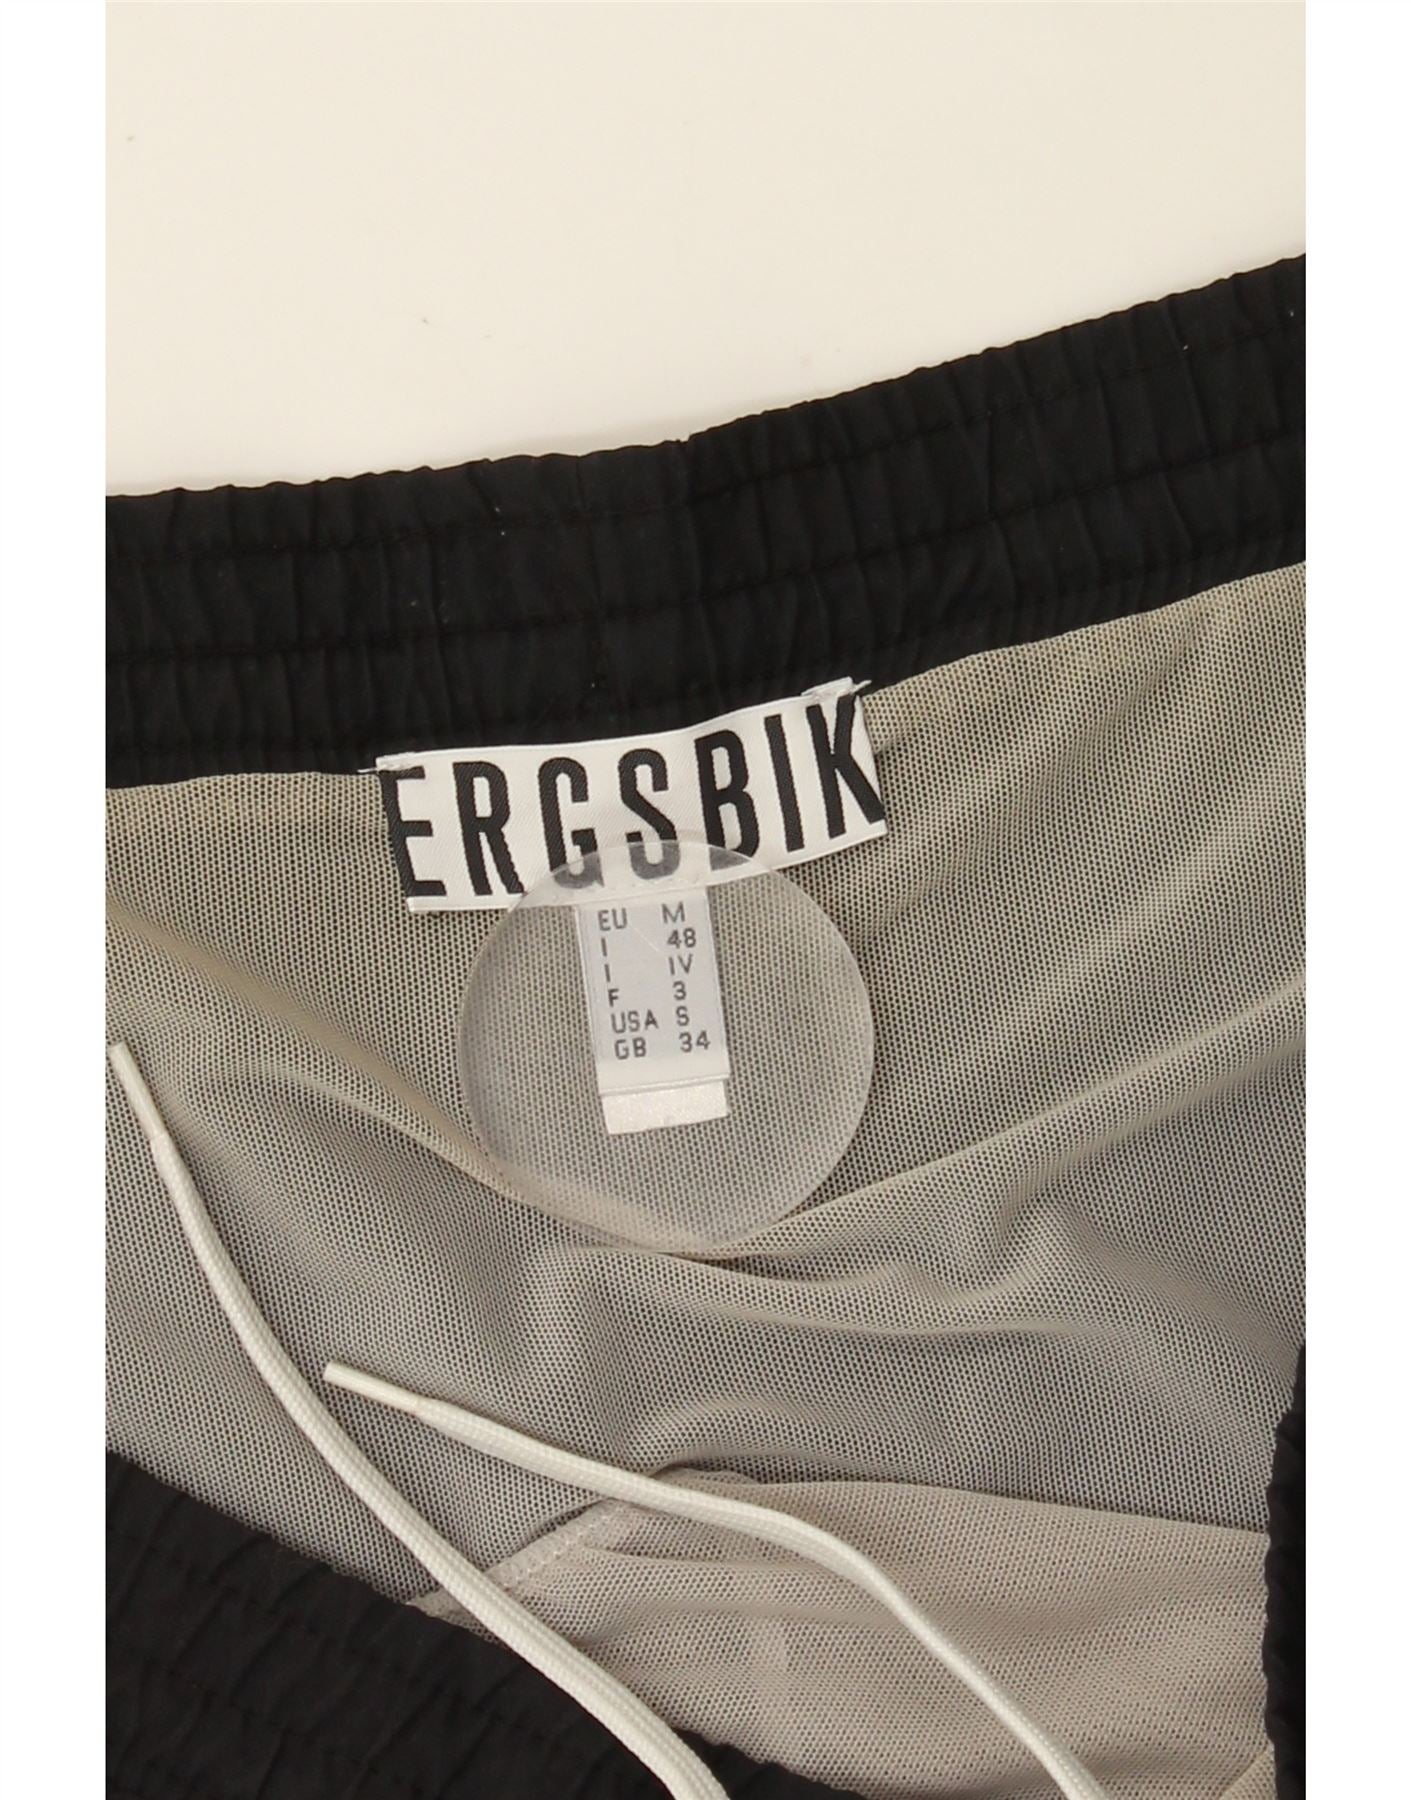 ERGSBIK
EU M
I 48
I IV
F 3
USA S
GB 34